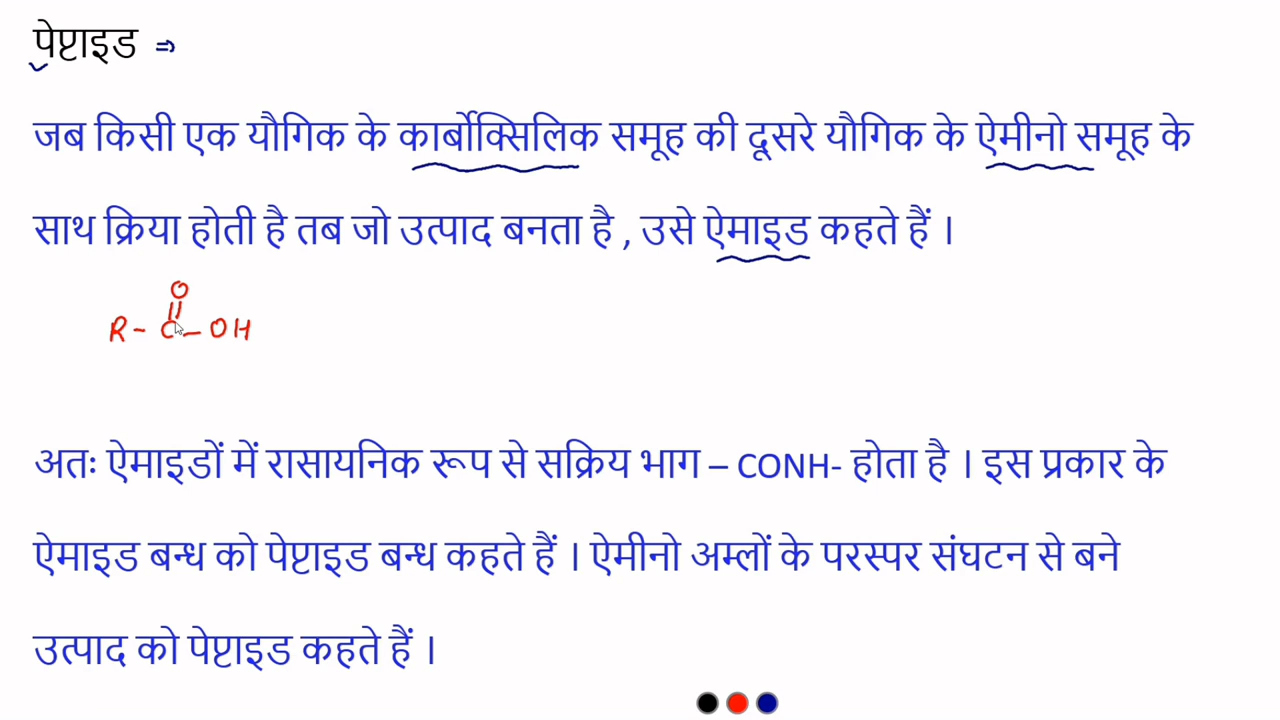 पेप्टाइड ⇒
जब किसी एक यौगिक के कार्बोक्सिलिक समूह की दूसरे यौगिक के ऐमीनो समूह के
साथ क्रिया होती है तब जो उत्पाद बनता है , उसे ऐमाइड कहते हैं ।
O
||
R - C - OH
अतः ऐमाइडों में रासायनिक रूप से सक्रिय भाग – CONH- होता है । इस प्रकार के
ऐमाइड बन्ध को पेप्टाइड बन्ध कहते हैं । ऐमीनो अम्लों के परस्पर संघटन से बने
उत्पाद को पेप्टाइड कहते हैं ।